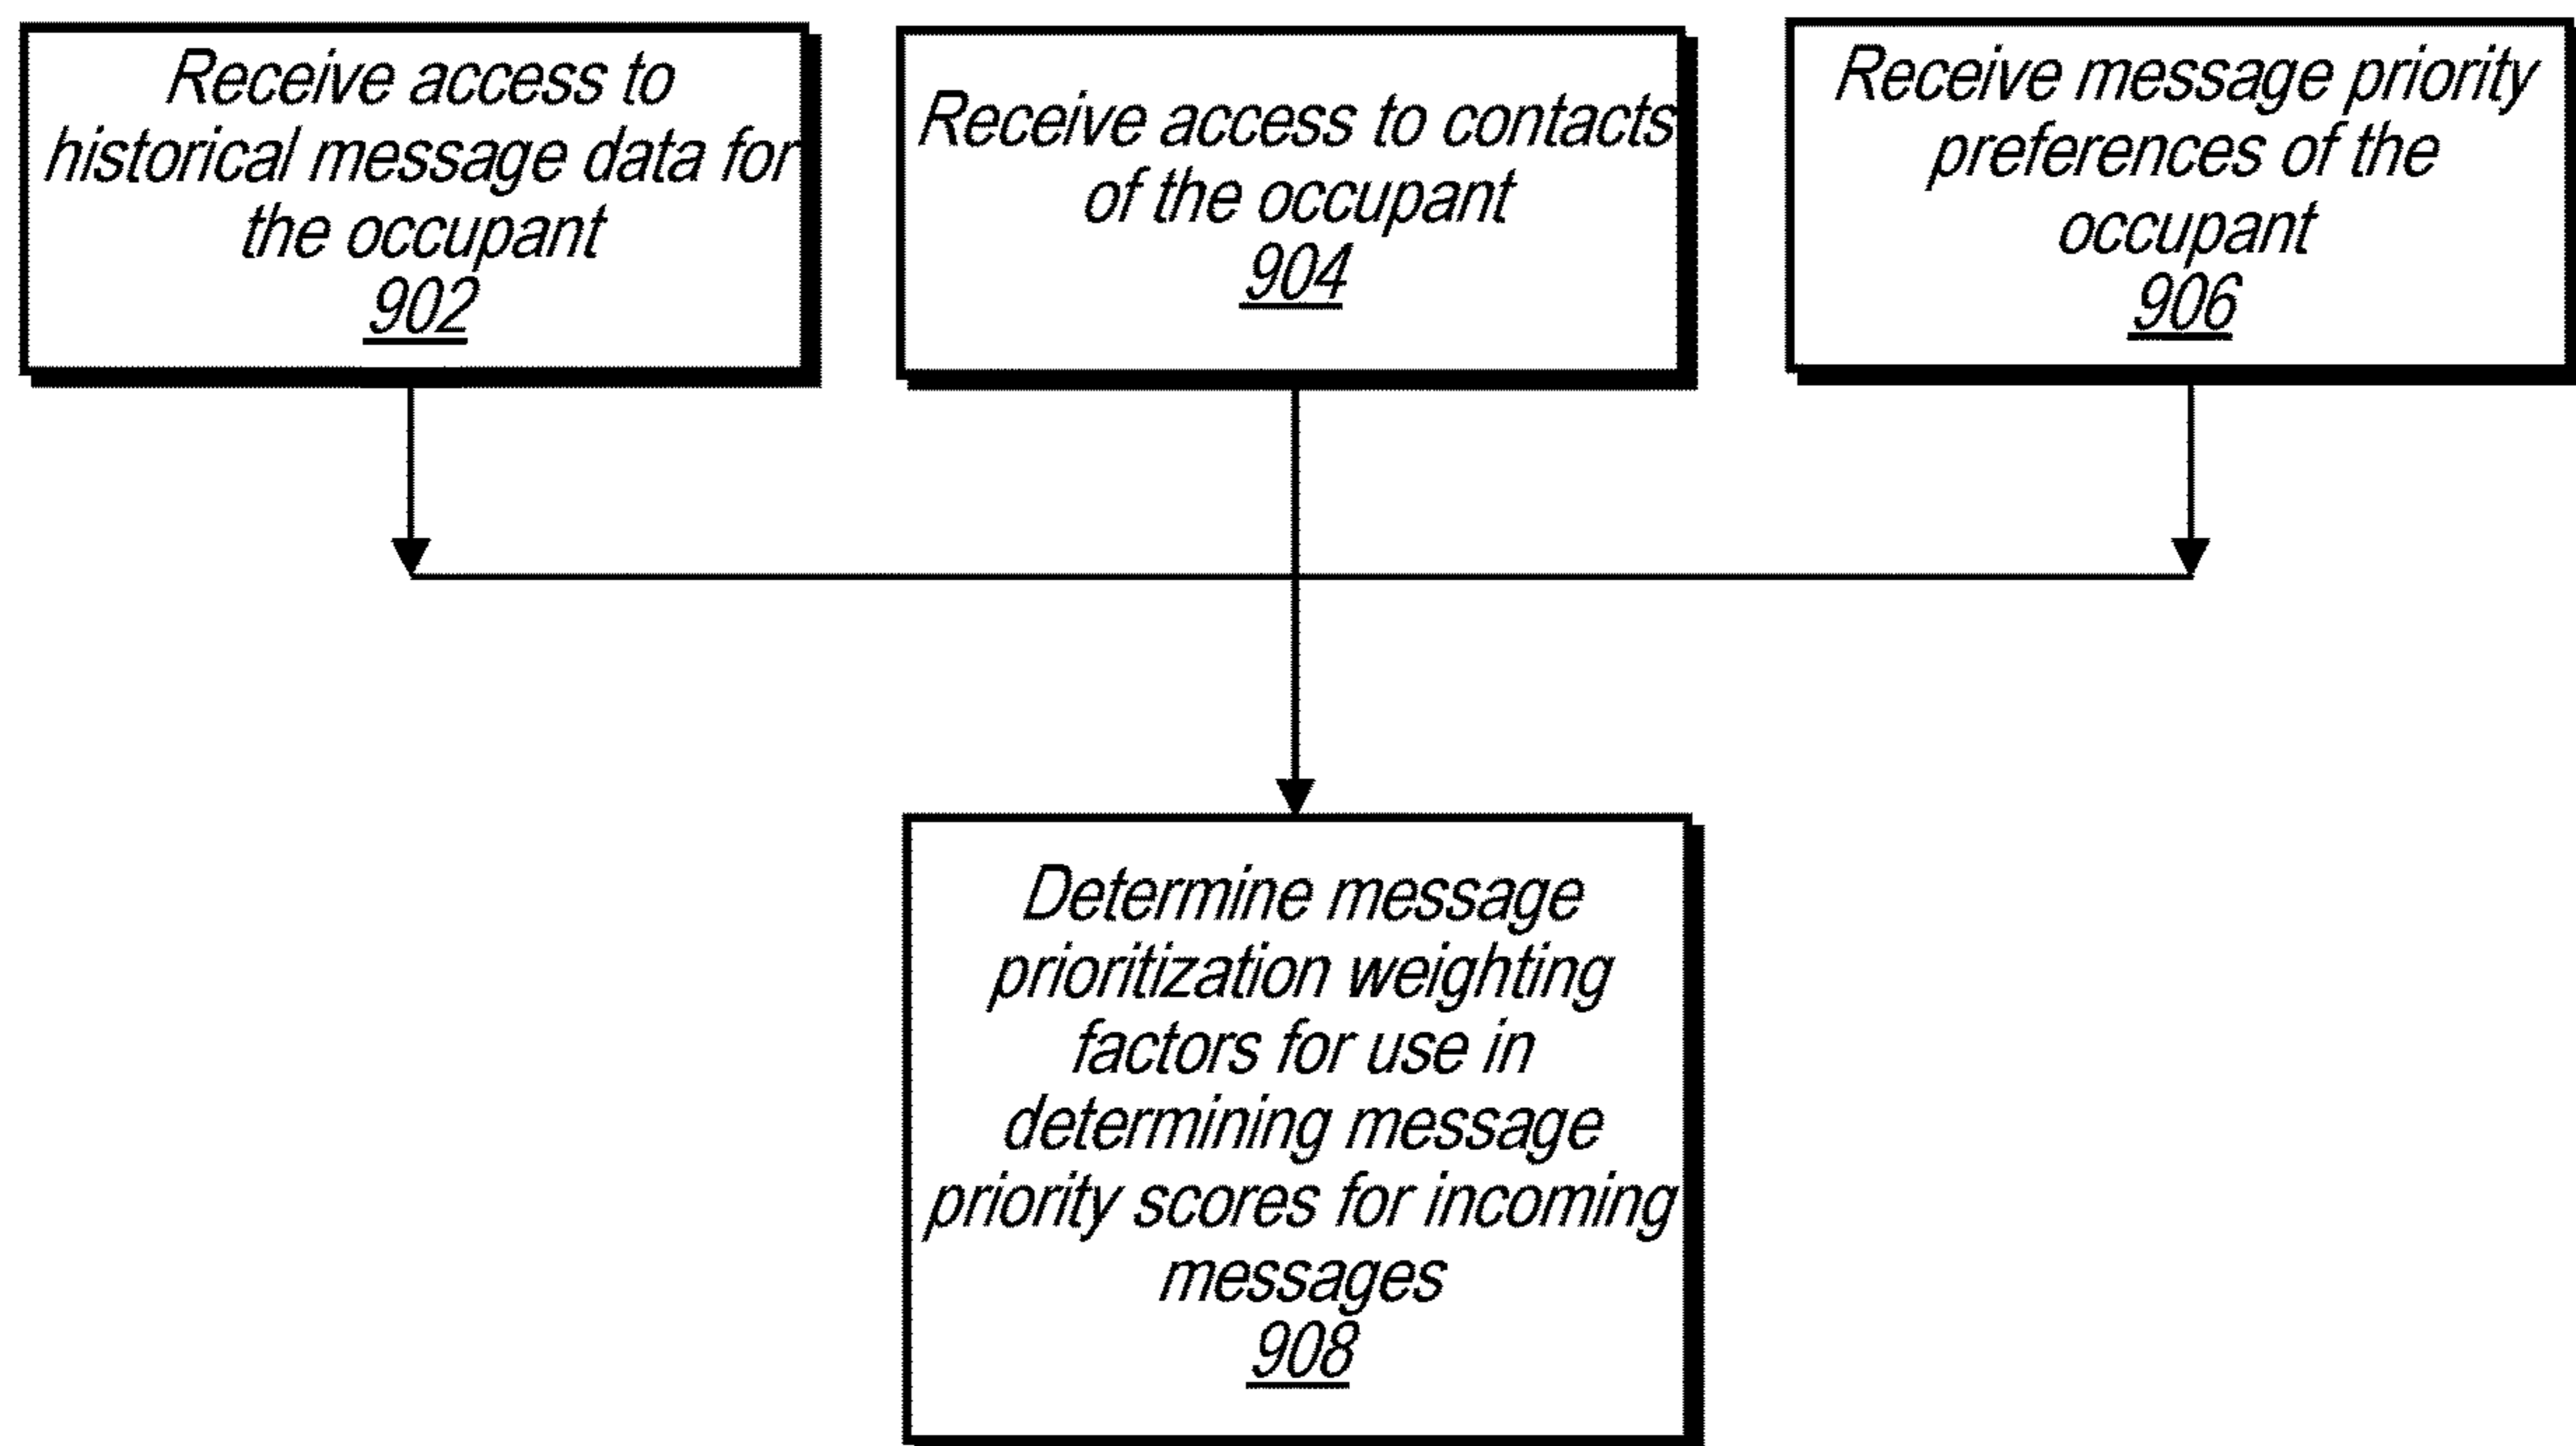 Receive access to
historical message data for
the occupant
902
Receive access to contacts
of the occupant
904
Receive message priority
preferences of the
occupant
906
Determine message
prioritization weighting
factors for use in
determining message
priority scores for incoming
messages
908